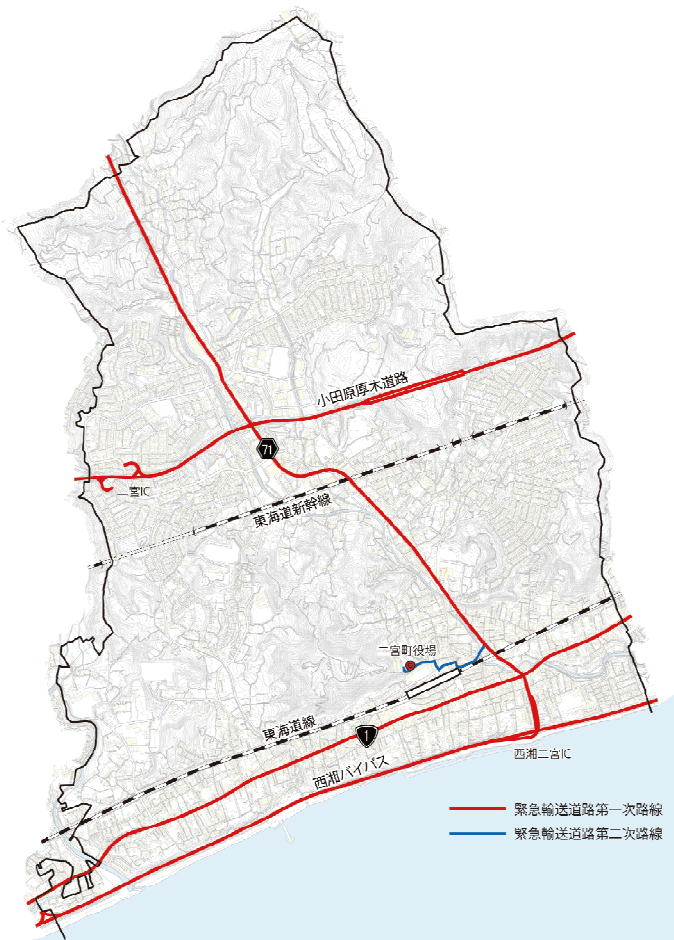 小田原厚木道路
71
二宮IC
東海道新幹線
二宮町役場
東海道線
1
西湘バイパス
西湘二宮IC
緊急輸送道路第一次路線
緊急輸送道路第二次路線